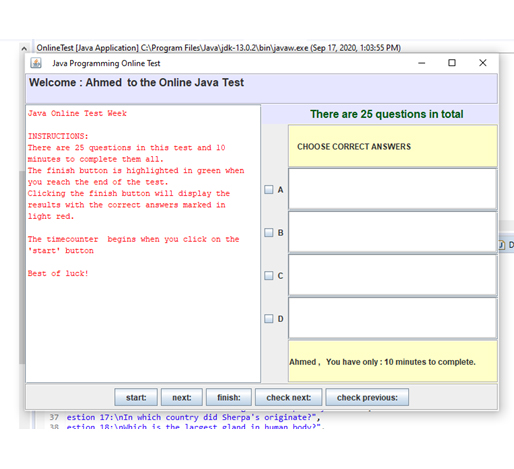 OnlineTest [Java Application] C:\Program Files\Java\jdk-13.0.2\bin\javaw.exe (Sep 17, 2020, 1:03:55 PM)
Java Programming Online Test
Welcome : Ahmed  to the Online Java Test
Java Online Test Week
INSTRUCTIONS:
There are 25 questions in this test and 10
minutes to complete them all.
The finish button is highlighted in green when
you reach the end of the test.
Clicking the finish button will display the
results with the correct answers marked in
light red.
The timecounter  begins when you click on the
'start' button
Best of luck!
There are 25 questions in total
CHOOSE CORRECT ANSWERS
A
B
C
D
Ahmed ,  You have only : 10 minutes to complete.
start:
next:
finish:
check next:
check previous:
D
37 estion 17:\nIn which country did Sherpa's originate?",
38 estion 18:\nWhich is the largest gland in human body?",